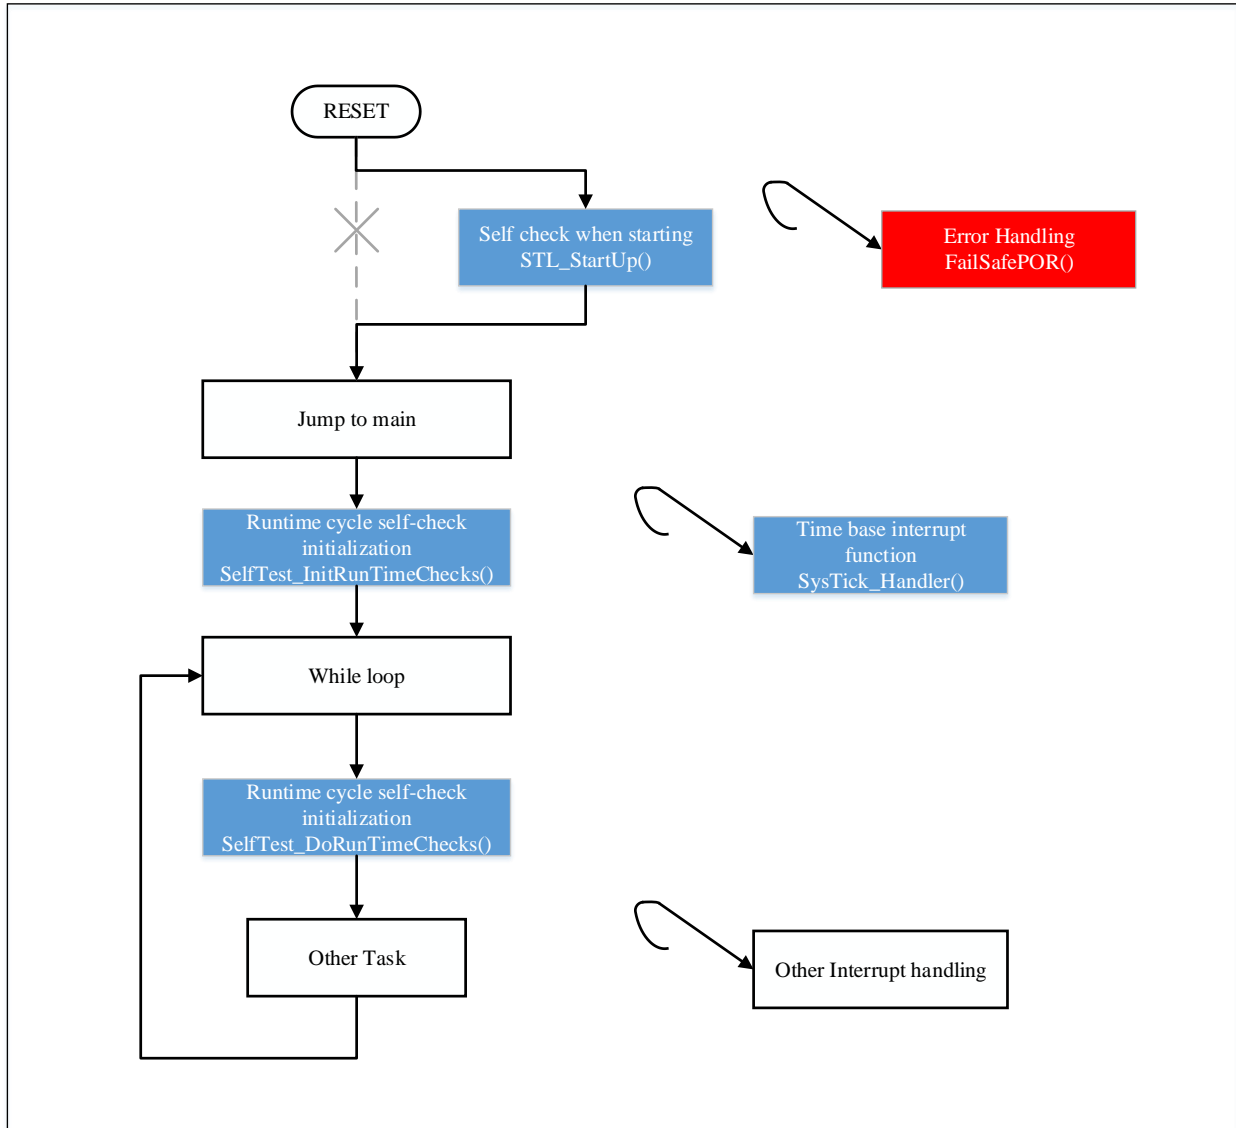 RESET
Self check when starting
STL_StartUp()
Error Handling
FailSafePOR()
Jump to main
Runtime cycle self-check
initialization
SelfTest_InitRunTimeChecks()
Time base interrupt
function
SysTick_Handler()
While loop
Runtime cycle self-check
initialization
SelfTest_DoRunTimeChecks()
Other Task
Other Interrupt handling